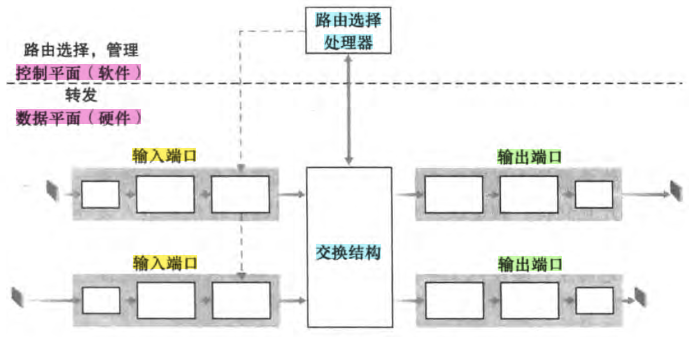 路由选择
处理器
路由选择，管理
控制平面（软件）
转发
数据平面（硬件）
输入端口
输出端口
交换结构
输入端口
输出端口